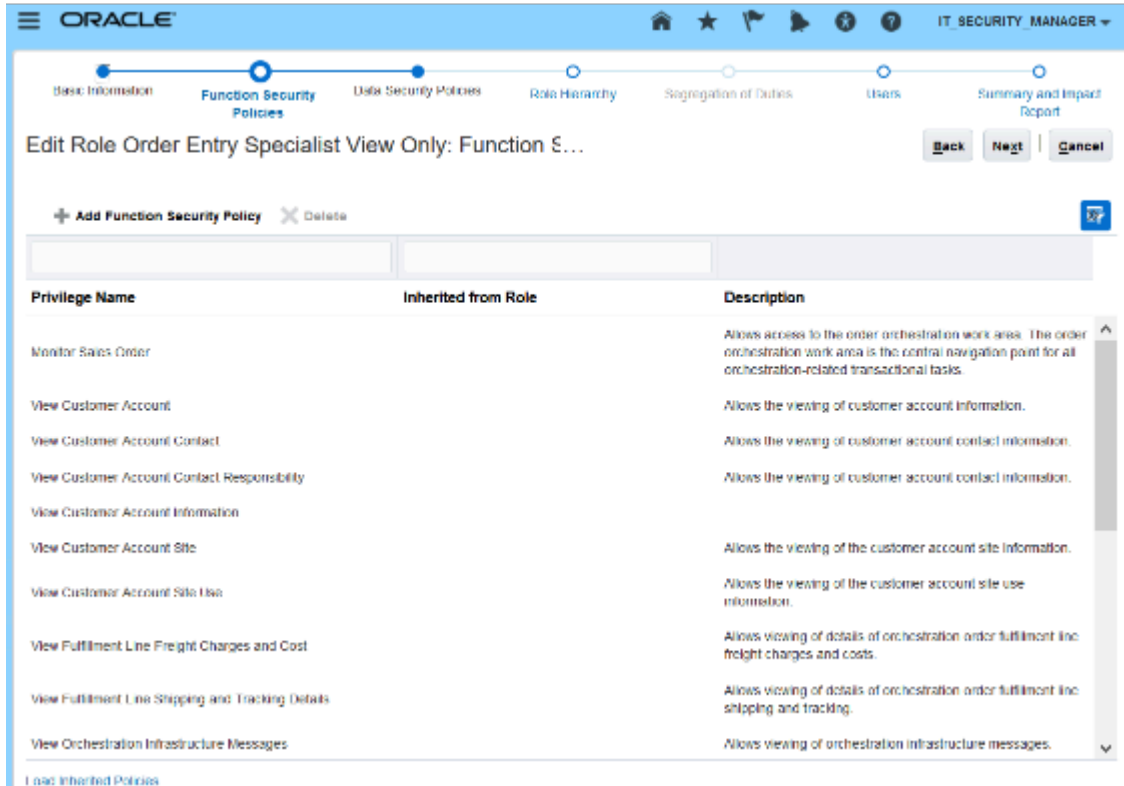 ORACLE
IT_SECURITY_MANAGER
Basic Information
Function Security
Policies
Data Security Policies
Role Hierarchy
Segregation of Duties
Users
Summary and Impact
Report
Edit Role Order Entry Specialist View Only: Function S...
Back
Next
Cancel
Add Function Security Policy
Delete
Privilege Name
Inherited from Role
Description
Monitor Sales Order
Allows access to the order orchestration work area. The order
orchestration work area is the central navigation point for all
orchestration-related transactional tasks.
View Customer Account
Allows the viewing of customer account information.
View Customer Account Contact
Allows the viewing of customer account contact information.
View Customer Account Contact Responsibility
Allows the viewing of customer account contact information.
View Customer Account Information
View Customer Account Site
Allows the viewing of the customer account site information.
View Customer Account Site Use
Allows the viewing of the customer account site use
information.
View Fulfillment Line Freight Charges and Cost
Allows viewing of details of orchestration order fulfillment line
freight charges and costs.
View Fulfillment Line Shipping and Tracking Details
Allows viewing of details of orchestration order fulfillment line
shipping and tracking.
View Orchestration Infrastructure Messages
Allows viewing of orchestration infrastructure messages.
Load Inherited Policies